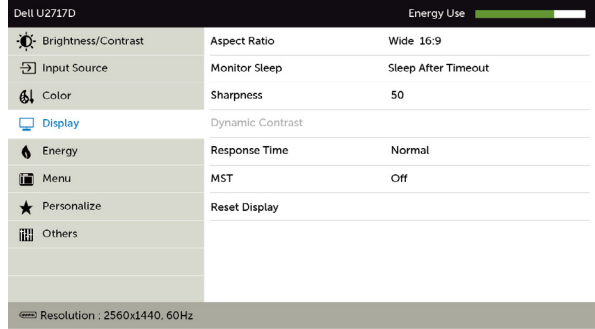 Dell U2717D Energy Use
Brightness/Contrast Aspect Ratio Wide 16:9
Input Source Monitor Sleep Sleep After Timeout
Color Sharpness 50
Display Dynamic Contrast
Energy Response Time Normal
Menu MST Off
Personalize Reset Display
Others
Resolution : 2560x1440, 60Hz